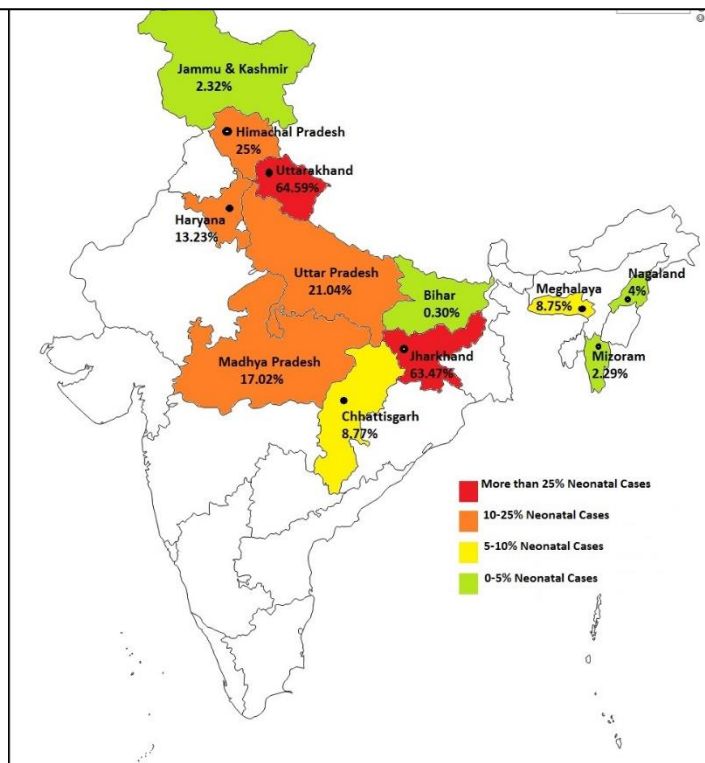 Jammu & Kashmir
2.32%
Himachal Pradesh
25%
Uttarakhand
64.59%
Haryana
13.23%
Uttar Pradesh
21.04%
Bihar
0.30%
Meghalaya
8.75%
Nagaland
4%
Jharkhand
63.47%
Mizoram
2.29%
Madhya Pradesh
17.02%
Chhattisgarh
8.77%
More than 25% Neonatal Cases
10-25% Neonatal Cases
5-10% Neonatal Cases
0-5% Neonatal Cases